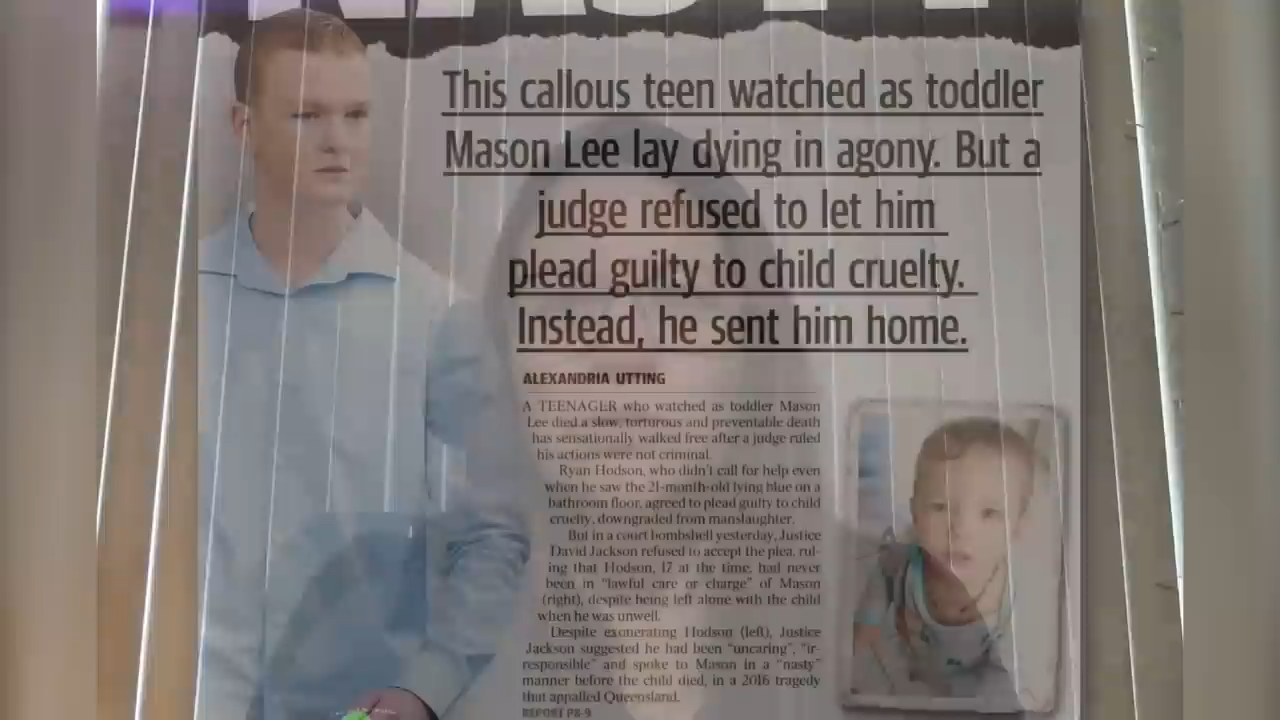 This callous teen watched as toddler
Mason Lee lay dying in agony. But a
judge refused to let him
plead guilty to child cruelty.
Instead, he sent him home.
ALEXANDRIA UTTING
A TEENAGER who watched as toddler Mason
Lee died a slow, torturous and preventable death
has sensationally walked free after a judge ruled
his actions were not criminal.
Ryan Hodson, who didn't call for help even
when he saw the 21-month-old lying blue on a
bathroom floor, agreed to plead guilty to child
cruelty, downgraded from manslaughter.
But in a court bombshell yesterday, Justice
David Jackson refused to accept the plea, rul-
ing that Hodson, 17 at the time, had never
been in "lawful care or charge" of Mason
(right), despite being left alone with the child
when he was unwell.
Despite exonerating Hodson (left), Justice
Jackson suggested he had been "uncaring", "ir-
responsible" and spoke to Mason in a "nasty"
manner before the child died, in a 2016 tragedy
that appalled Queensland.
REPORT P8-9